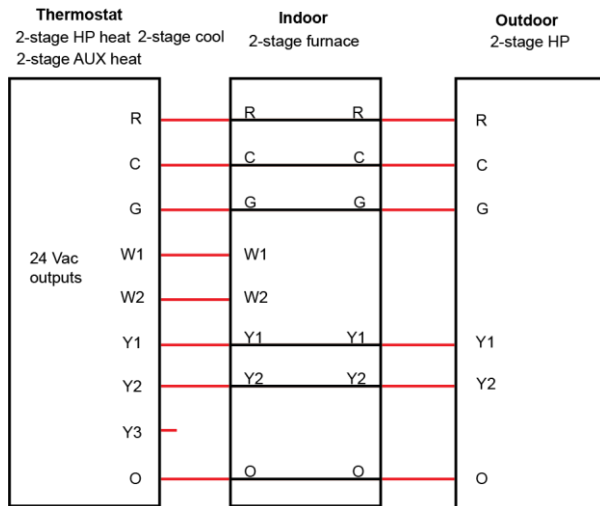 Thermostat
2-stage HP heat 2-stage cool
2-stage AUX heat
Indoor
2-stage furnace
Outdoor
2-stage HP
R R R R
C C C C
G G G G
24 Vac
outputs
W1 W1
W2 W2
Y1 Y1 Y1 Y1
Y2 Y2 Y2 Y2
Y3
O O O O